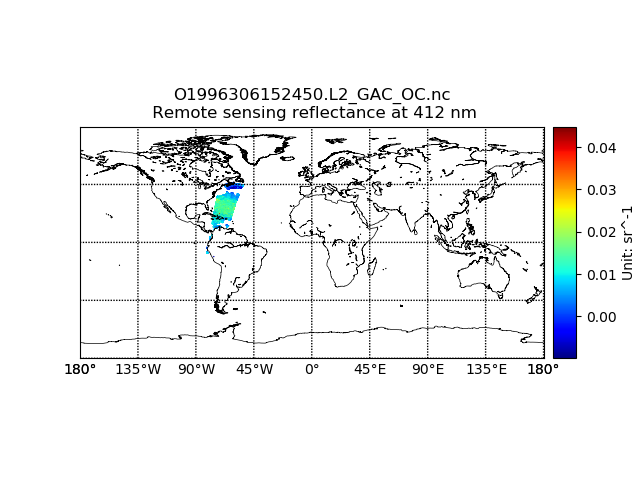 O1996306152450.L2_GAC_OC.nc
Remote sensing reflectance at 412 nm
0.04
0.03
0.02
0.01
0.00
Unit: sr^-1
180° 135°W 90°W 45°W 0° 45°E 90°E 135°E 180°